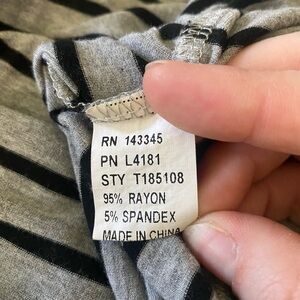 RN 143345
PN L4181
STY T185108
95% RAYON
5% SPANDEX
MADE IN CHINA